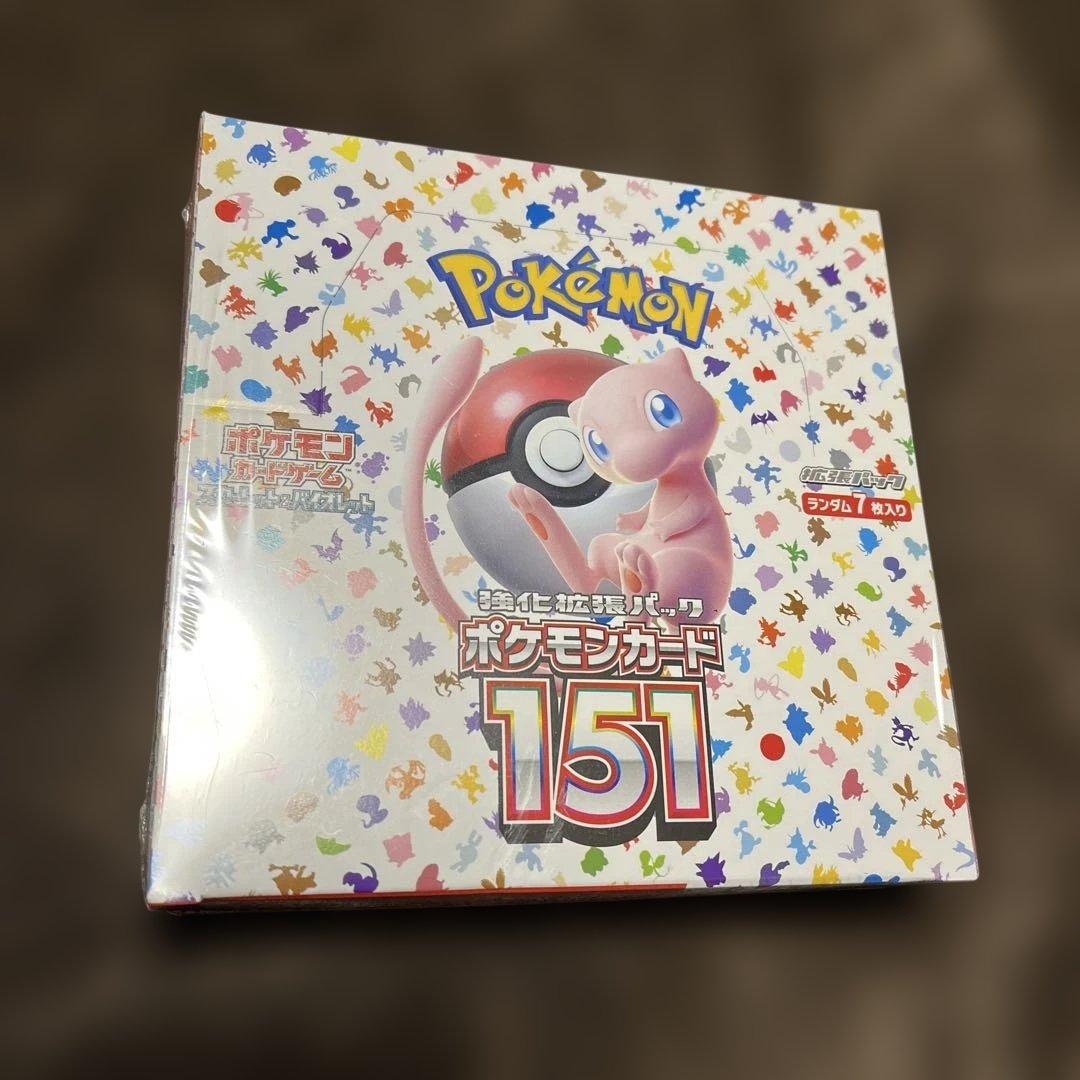 POKéMON
TM
ポケモン
カードゲーム
スカーレット&バイオレット
拡張パック
ランダム7枚入り
強化拡張パック
ポケモンカード
151